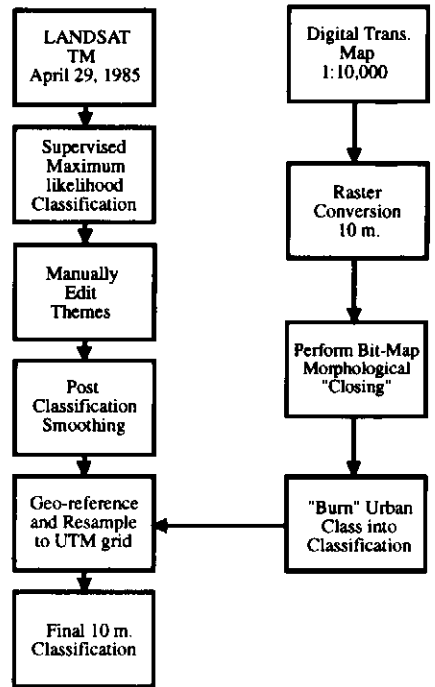 LANDSAT
TM
April 29, 1985
Supervised
Maximum
likelihood
Classification
Manually
Edit
Themes
Post
Classification
Smoothing
Geo-reference
and Resample
to UTM grid
Final 10 m.
Classification
Digital Trans.
Map
1:10,000
Raster
Conversion
10 m.
Perform Bit-Map
Morphological
"Closing"
"Burn" Urban
Class into
Classification